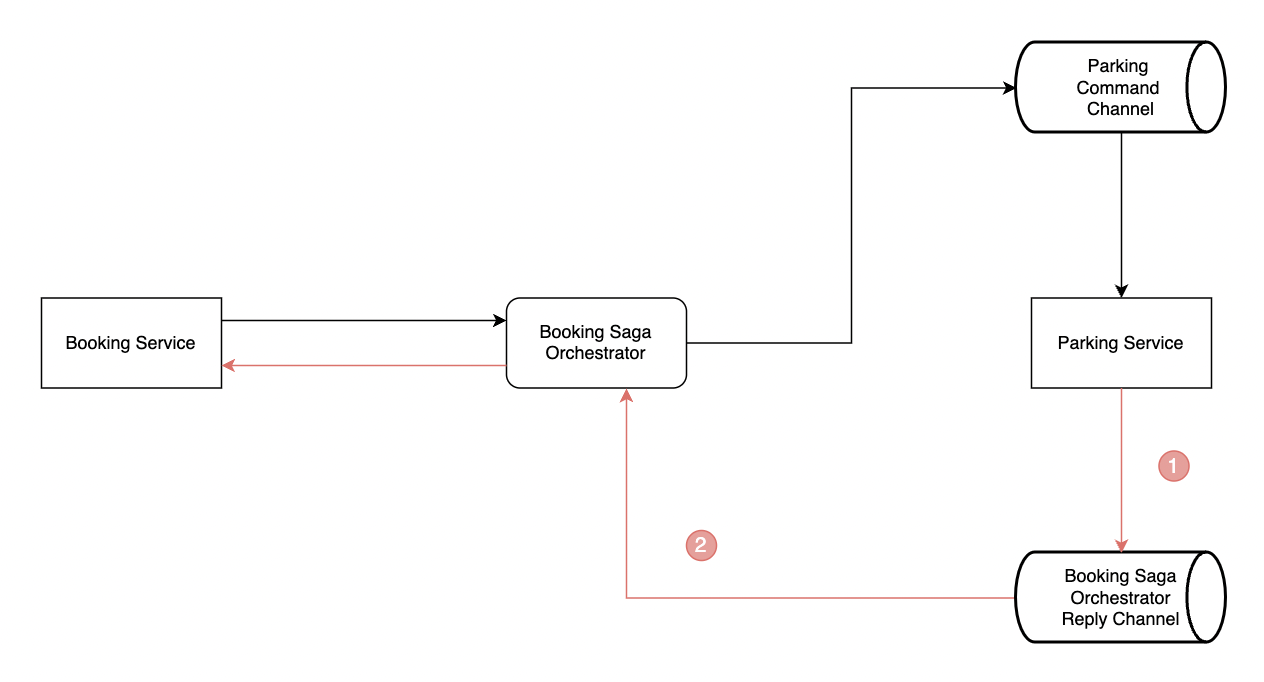 Parking
Command
Channel
Booking Service
Booking Saga
Orchestrator
Parking Service
1
2
Booking Saga
Orchestrator
Reply Channel